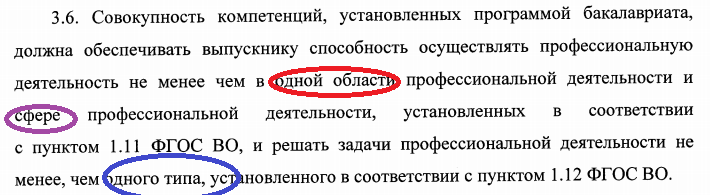 3.6. Совокупность компетенций, установленных программой бакалавриата,
должна обеспечивать выпускнику способность осуществлять профессиональную
деятельность не менее чем в одной области профессиональной деятельности и
сфере профессиональной деятельности, установленных в соответствии
с пунктом 1.11 ФГОС ВО, и решать задачи профессиональной деятельности не
менее, чем одного типа, установленного в соответствии с пунктом 1.12 ФГОС ВО.